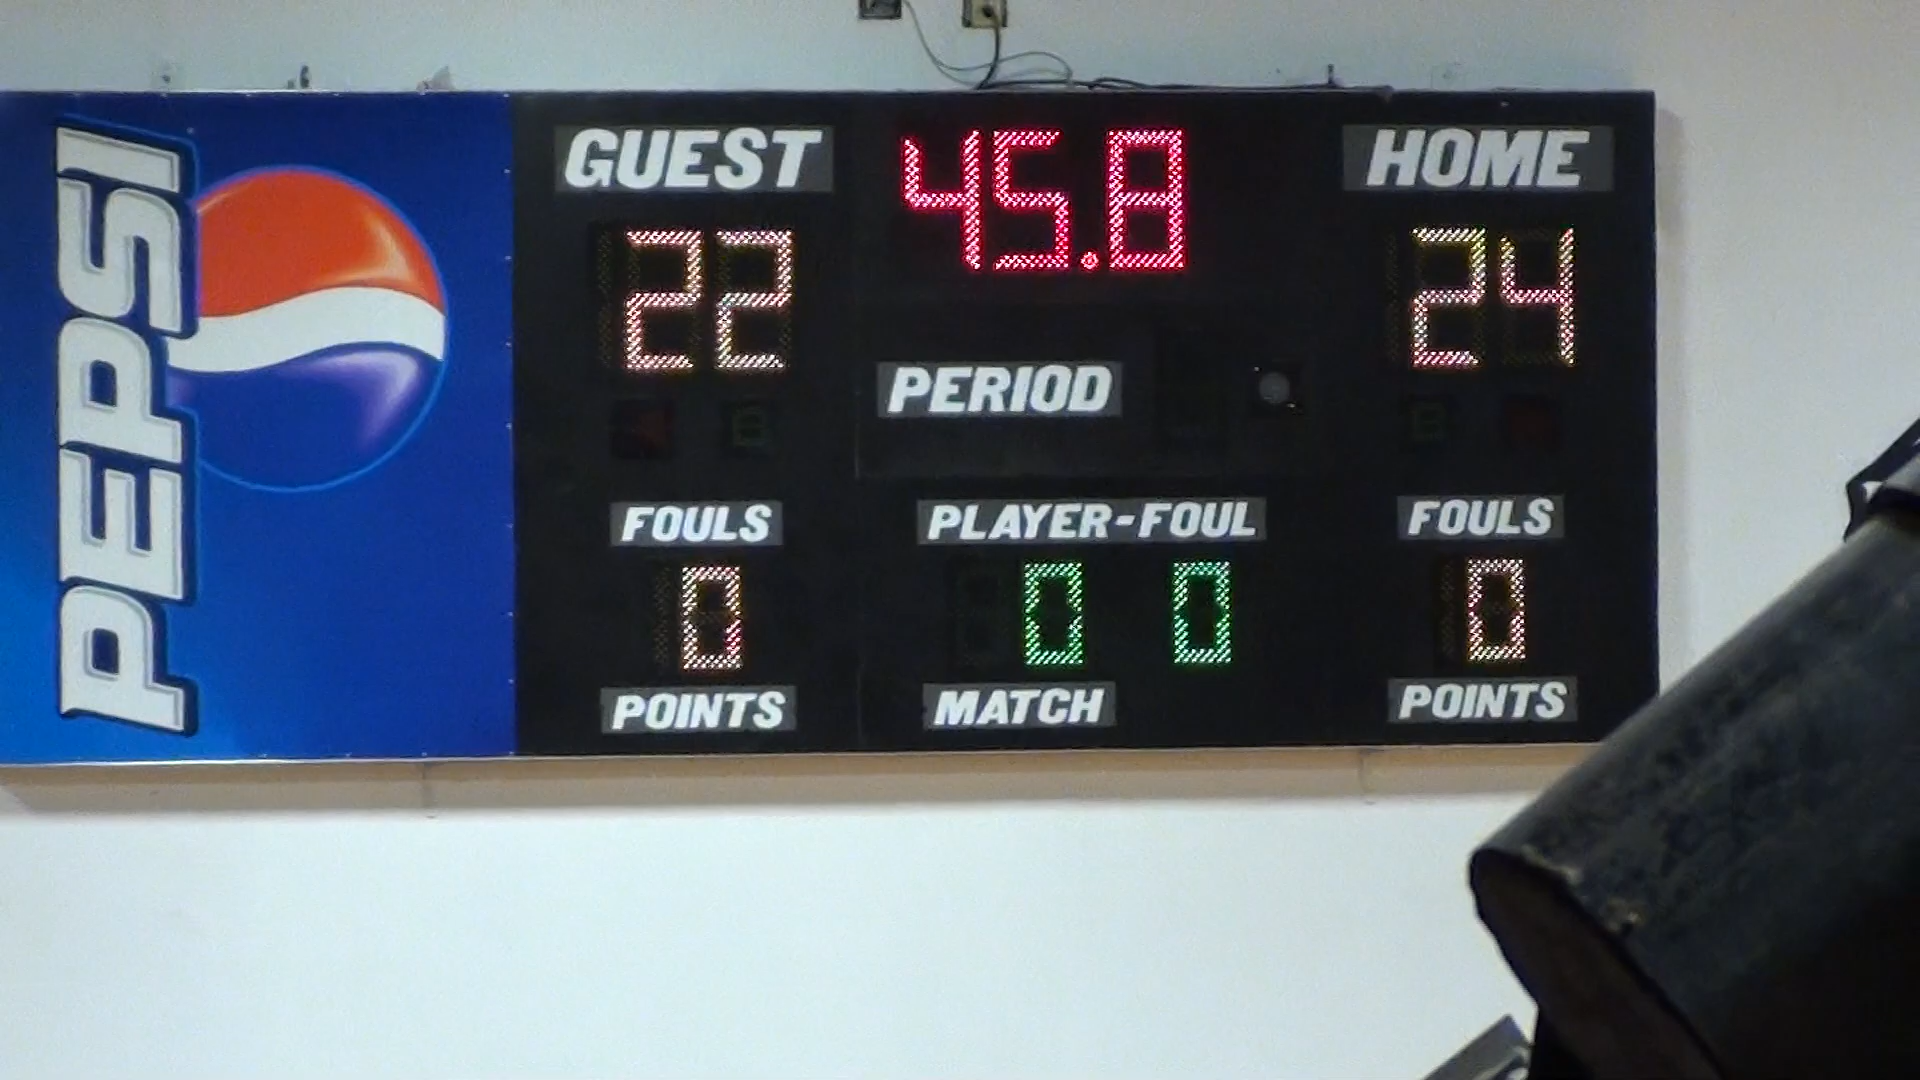 PEPSI
GUEST 45.8 HOME
22 24
PERIOD
B B
FOULS PLAYER-FOUL FOULS
0 0 0 0
POINTS MATCH POINTS